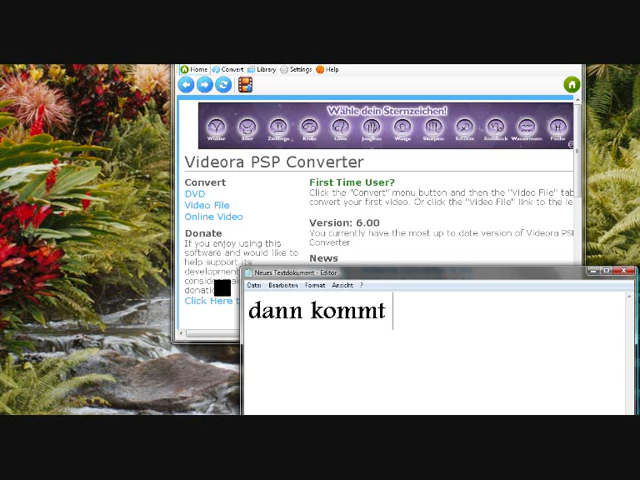 Home Convert Library Settings Help
Wähle dein Sternzeichen!
Widder Stier Zwillinge Krebs Löwe Jungfrau Waage Skorpion Schütze Steinbock Wassermann Fische
Videora PSP Converter
Convert
DVD
Video File
Online Video
Donate
If you enjoy using this
software and would like to
help support its
development
donati
Click Here t
First Time User?
Click the "Convert" menu button and then the "Video File" tab
convert your first video. Or click the "Video File" link to the le
Version: 6.00
You currently have the most up to date version of Videora PSP
Converter.
News
Neues Textdokument - Editor
Datei Bearbeiten Format Ansicht ?
dann kommt